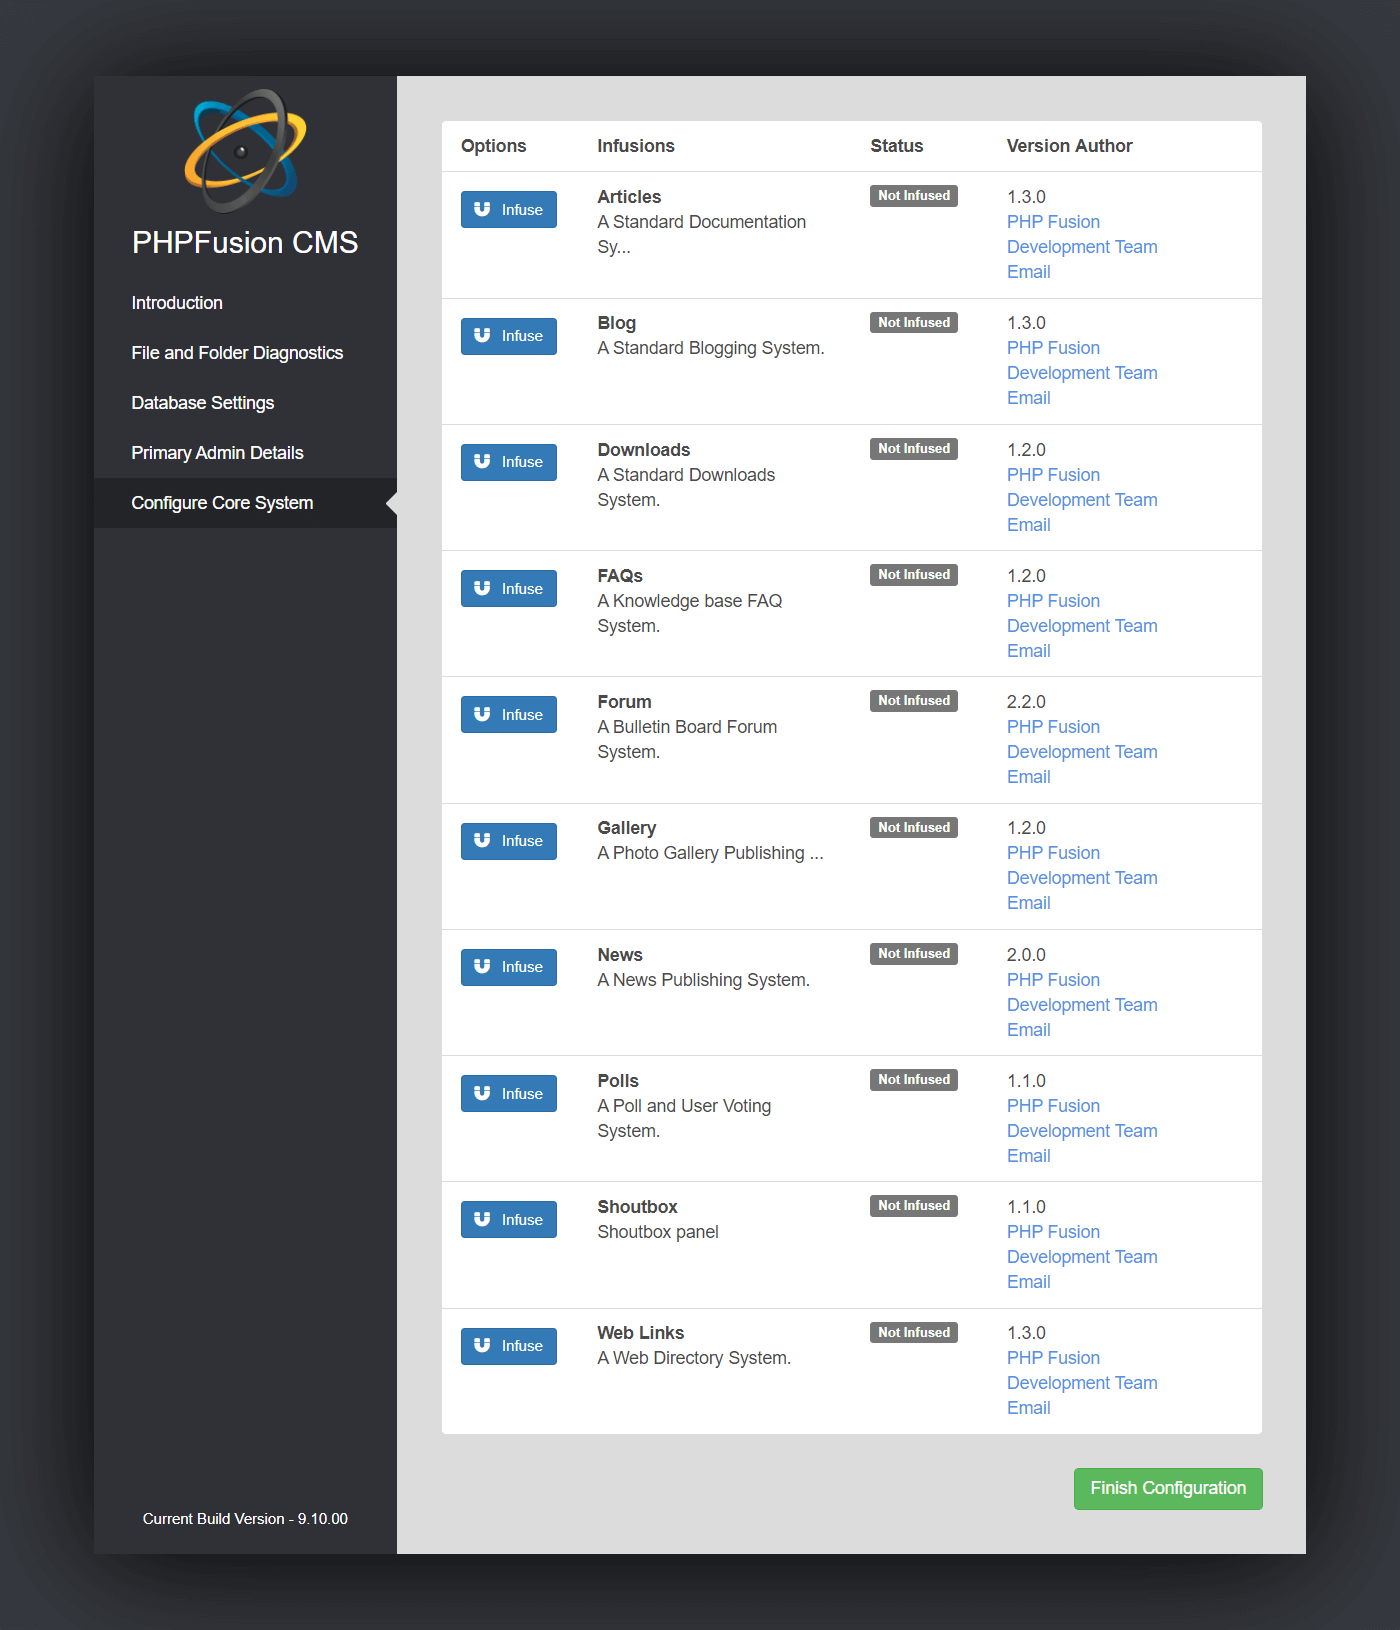 PHPFusion CMS
Introduction
File and Folder Diagnostics
Database Settings
Primary Admin Details
Configure Core System
Current Build Version - 9.10.00
Options Infusions Status Version Author
Infuse Articles Not Infused 1.3.0
A Standard Documentation PHP Fusion
Sy... Development Team
Email
Infuse Blog Not Infused 1.3.0
A Standard Blogging System. PHP Fusion
Development Team
Email
Infuse Downloads Not Infused 1.2.0
A Standard Downloads PHP Fusion
System. Development Team
Email
Infuse FAQs Not Infused 1.2.0
A Knowledge base FAQ PHP Fusion
System. Development Team
Email
Infuse Forum Not Infused 2.2.0
A Bulletin Board Forum PHP Fusion
System. Development Team
Email
Infuse Gallery Not Infused 1.2.0
A Photo Gallery Publishing ... PHP Fusion
Development Team
Email
Infuse News Not Infused 2.0.0
A News Publishing System. PHP Fusion
Development Team
Email
Infuse Polls Not Infused 1.1.0
A Poll and User Voting PHP Fusion
System. Development Team
Email
Infuse Shoutbox Not Infused 1.1.0
Shoutbox panel PHP Fusion
Development Team
Email
Infuse Web Links Not Infused 1.3.0
A Web Directory System. PHP Fusion
Development Team
Email
Finish Configuration